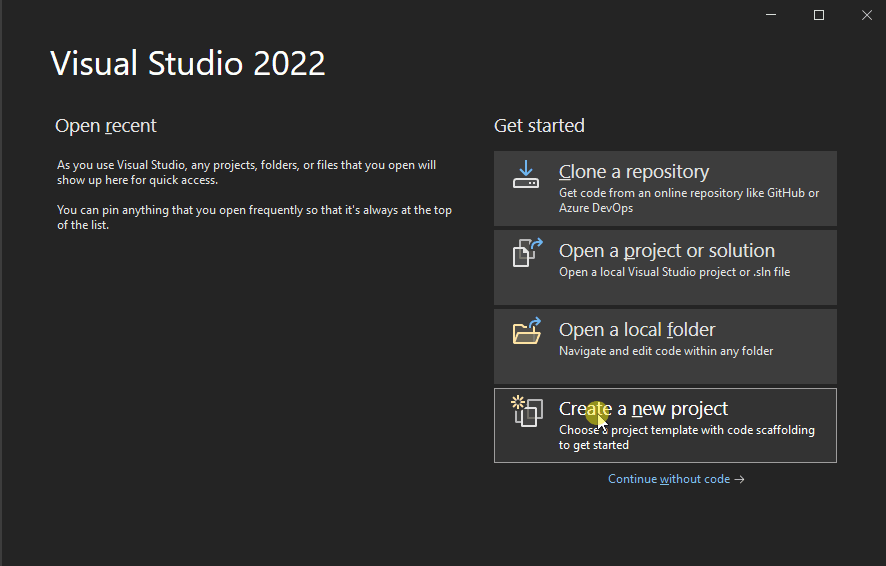 Visual Studio 2022
Open recent
As you use Visual Studio, any projects, folders, or files that you open will
show up here for quick access.
You can pin anything that you open frequently so that it's always at the top
of the list.
Get started
Clone a repository
Get code from an online repository like GitHub or
Azure DevOps
Open a project or solution
Open a local Visual Studio project or .sln file
Open a local folder
Navigate and edit code within any folder
Create a new project
Choose a project template with code scaffolding
to get started
Continue without code →